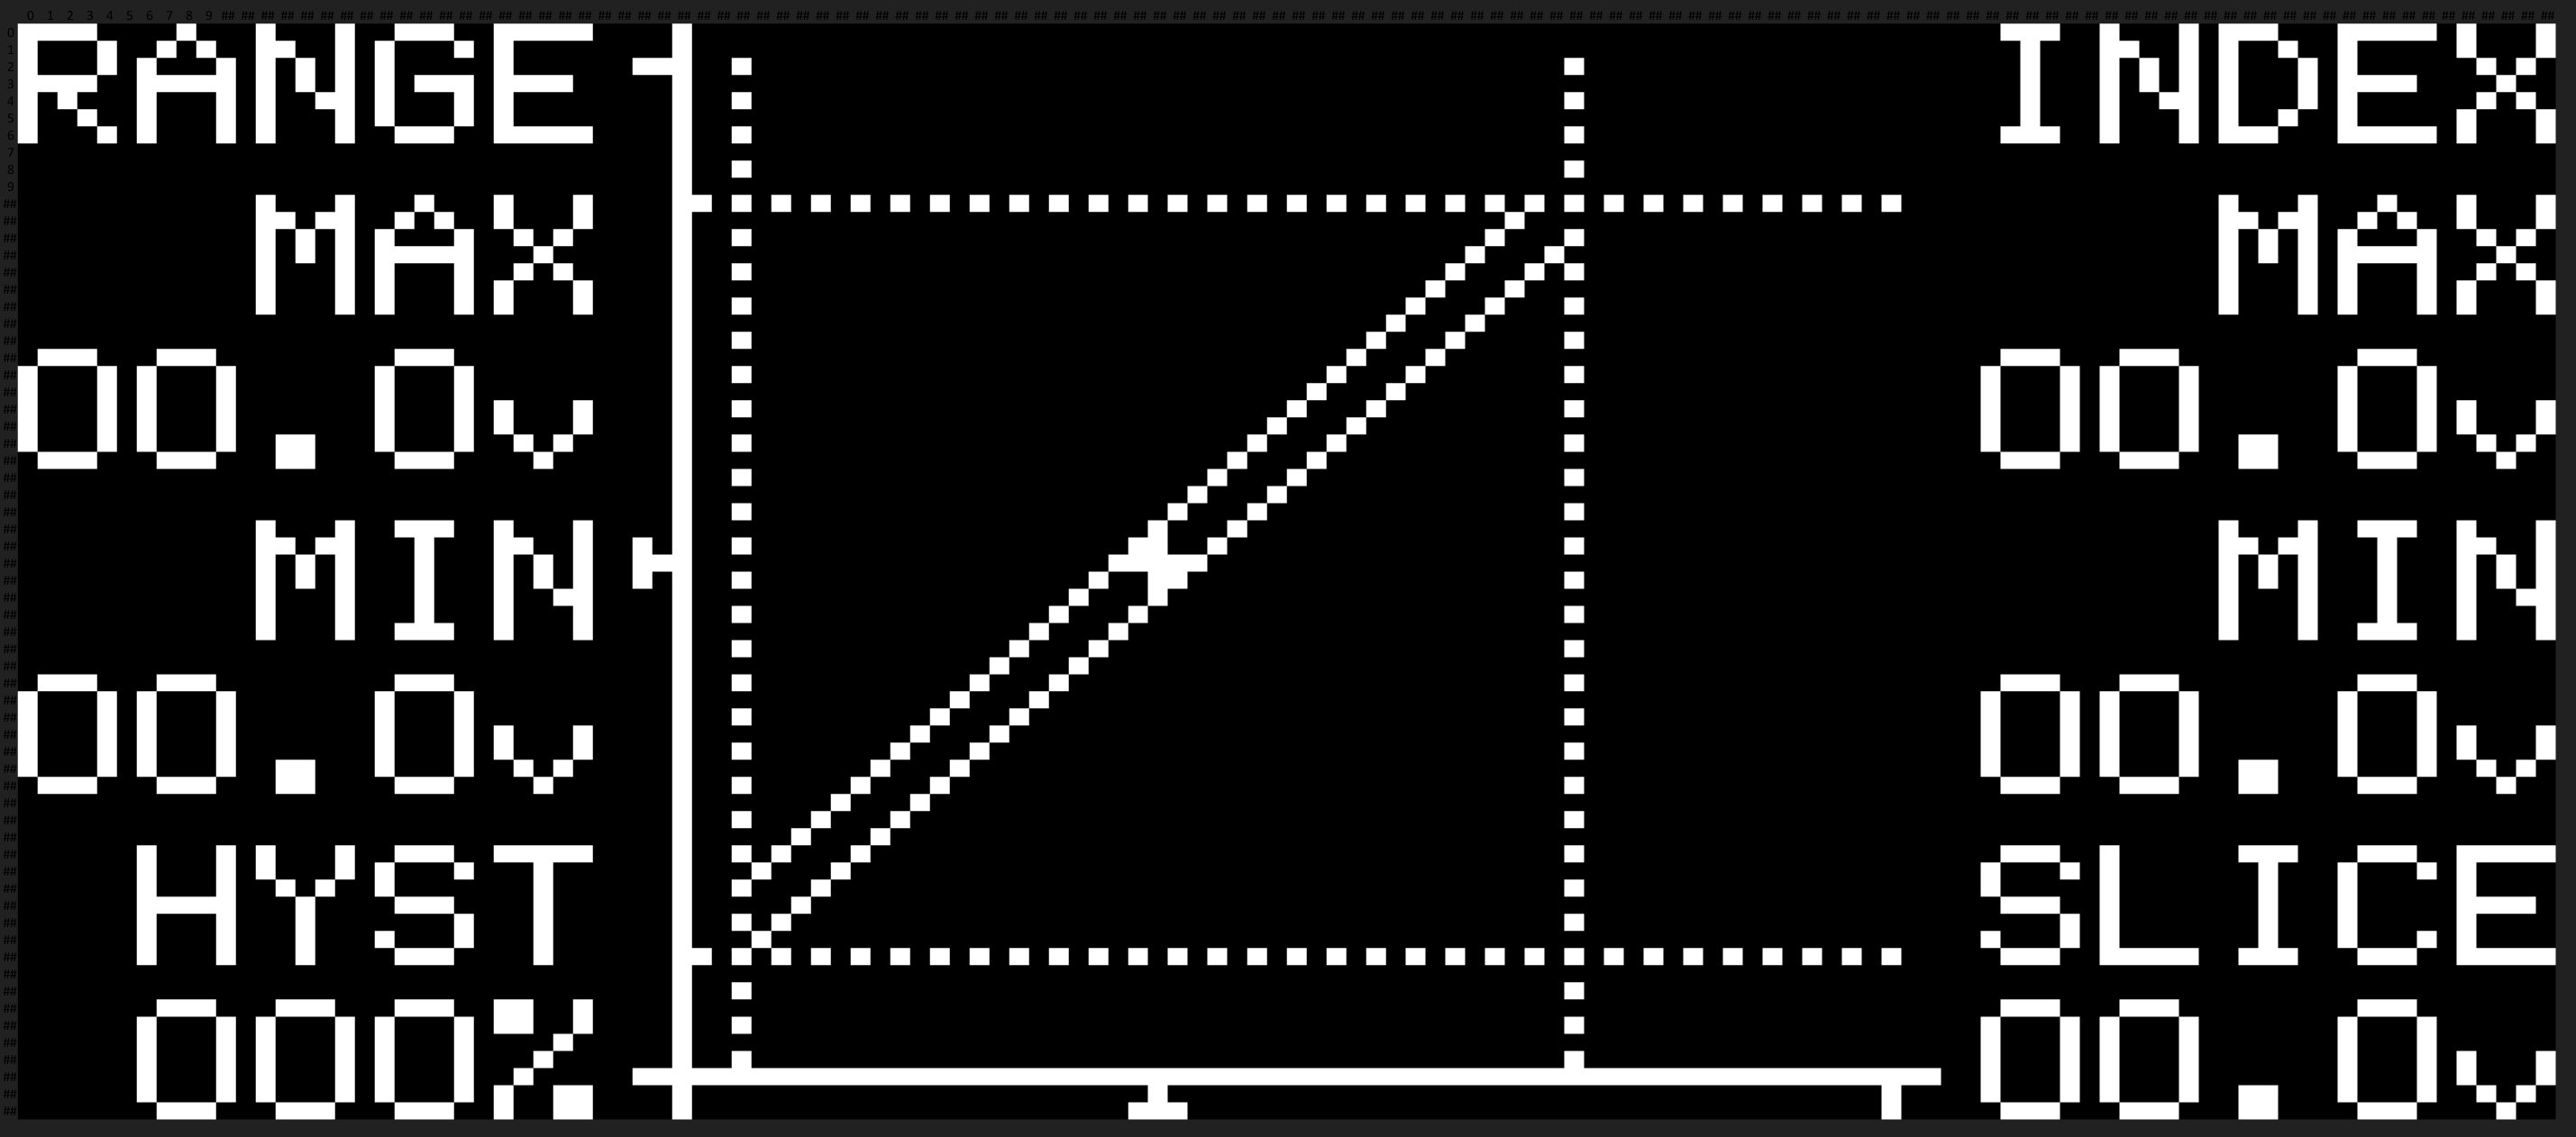 RANGE INDEX
MAX MAX
00.0v 00.0v
MIN MIN
00.0v 00.0v
HYST SLICE
000% 00.0v